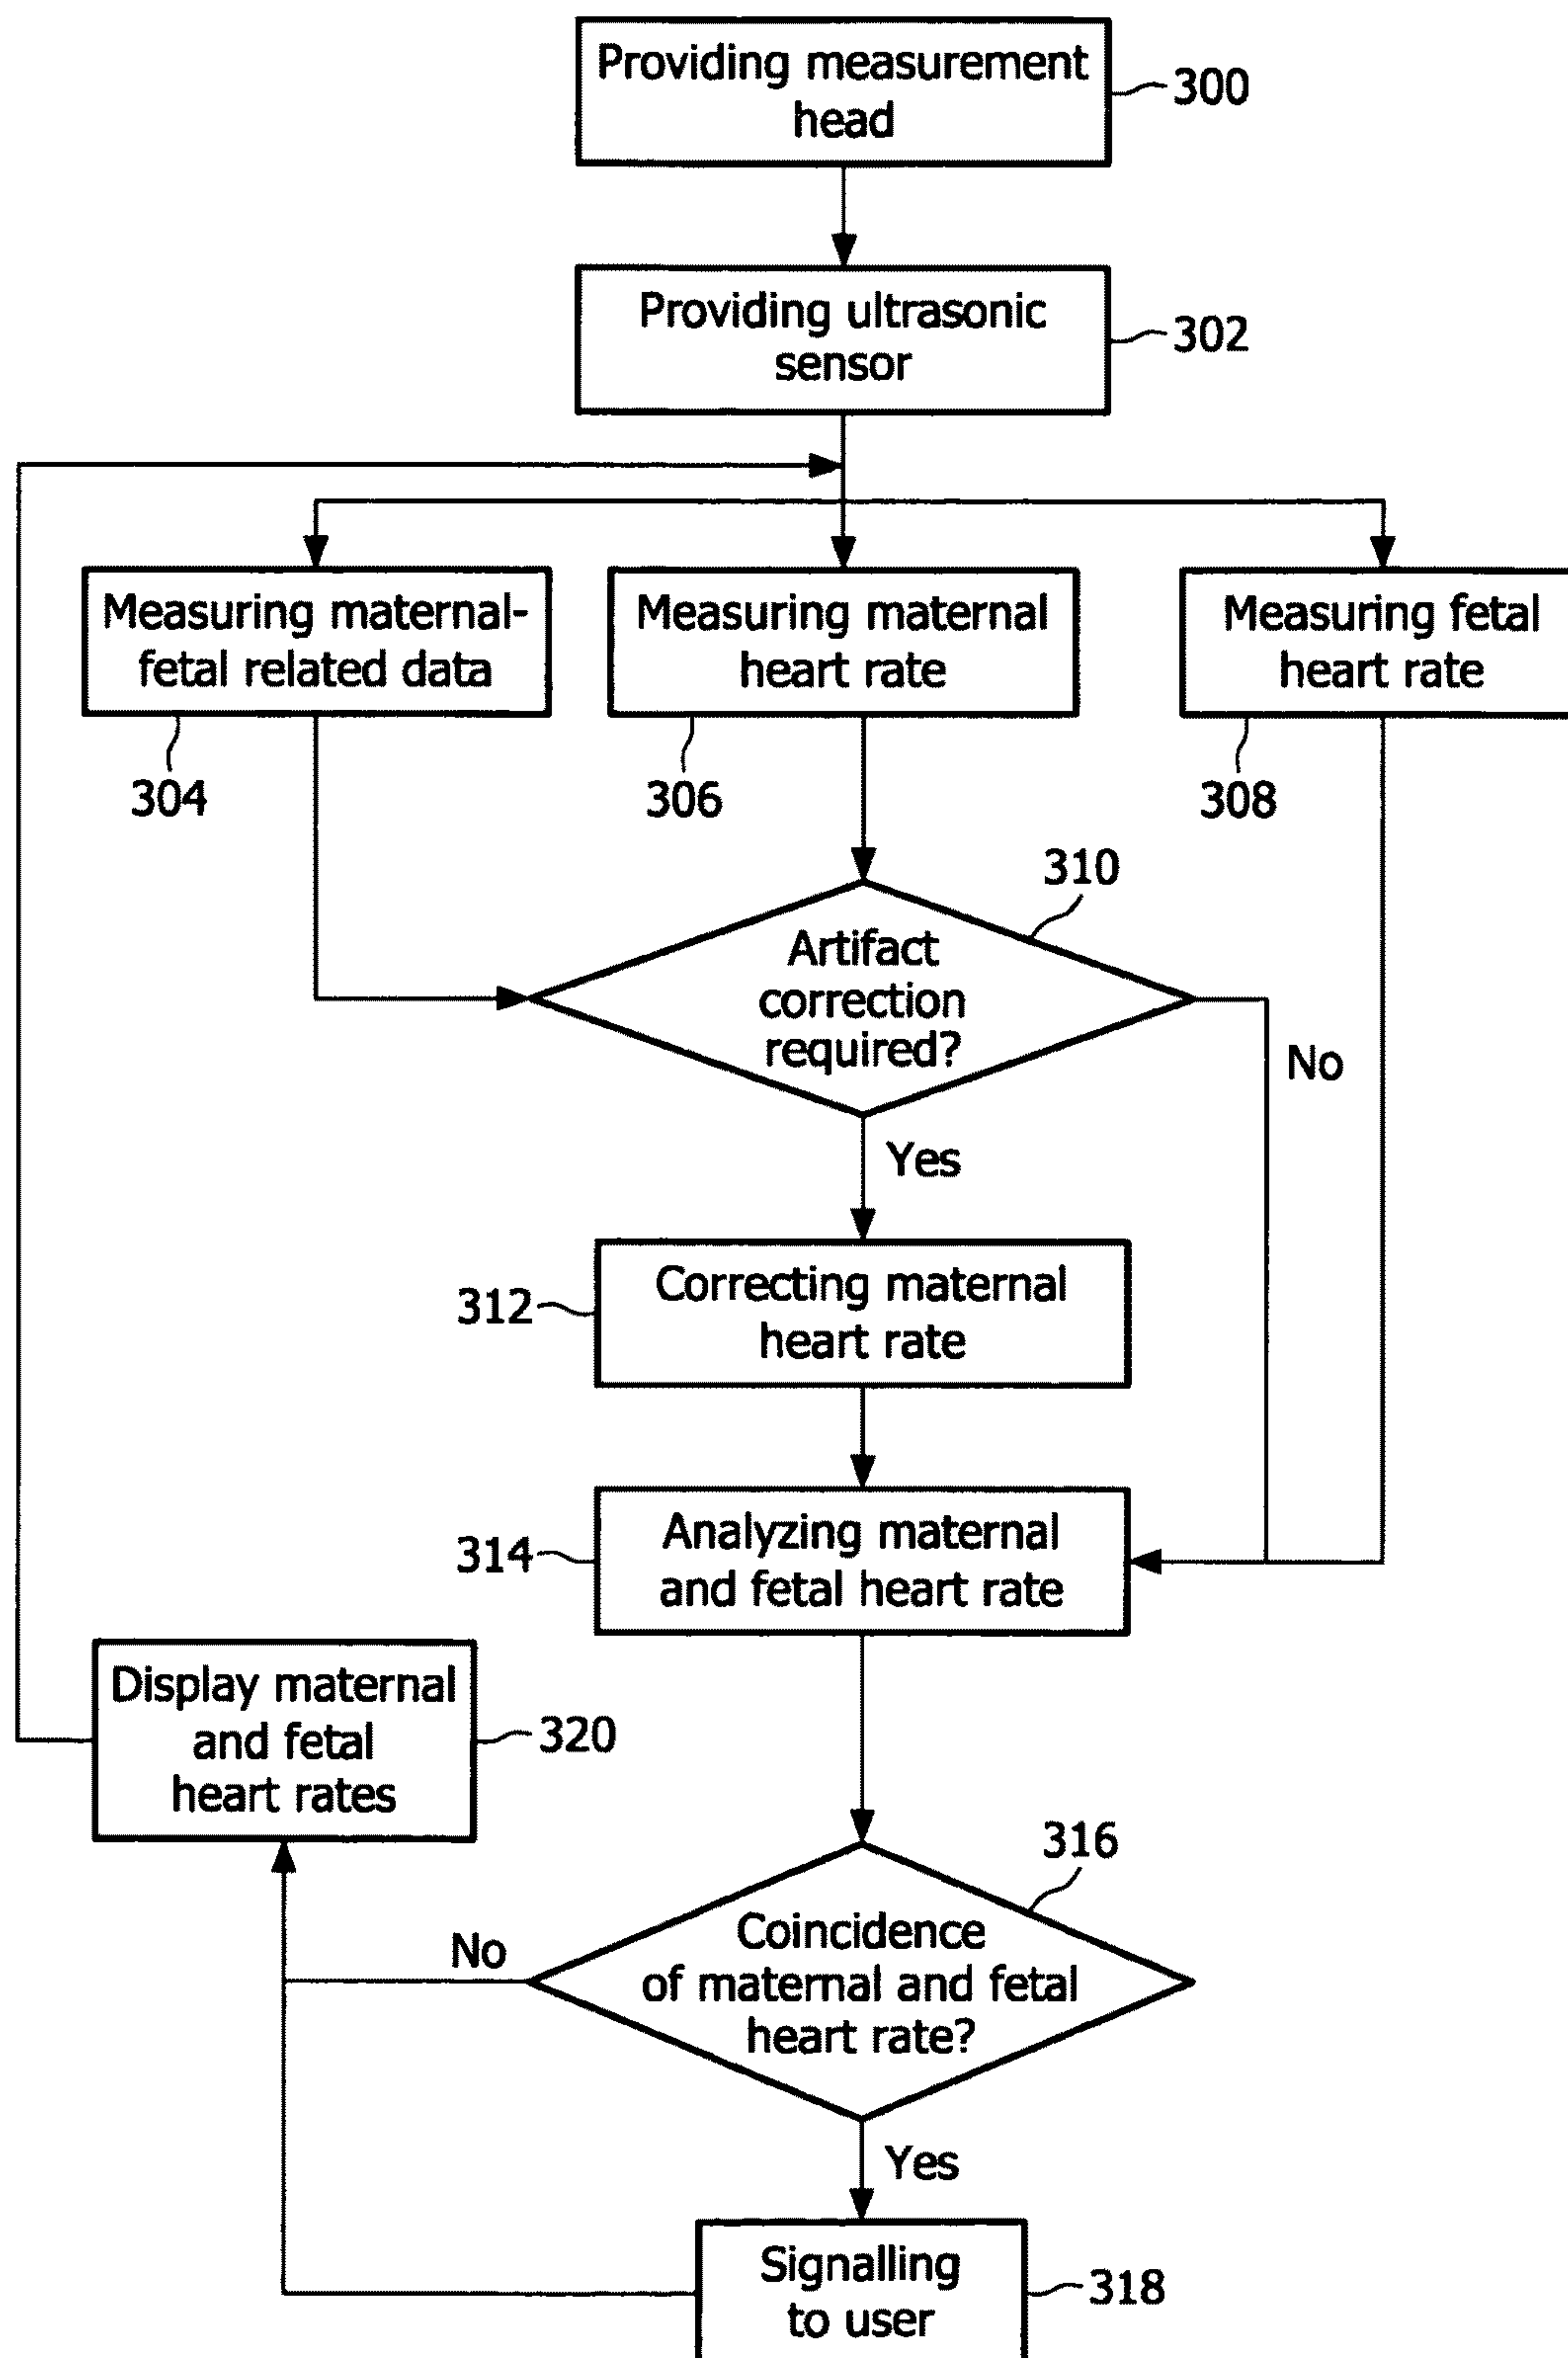 Providing measurement
head
300
Providing ultrasonic
sensor
302
Measuring maternal-
fetal related data
304
Measuring maternal
heart rate
306
Measuring fetal
heart rate
308
310
Artifact
correction
required?
No
Yes
Correcting maternal
heart rate
312
Analyzing maternal
and fetal heart rate
314
Display maternal
and fetal
heart rates
320
316
Coincidence
of maternal and fetal
heart rate?
No
Yes
Signalling
to user
318